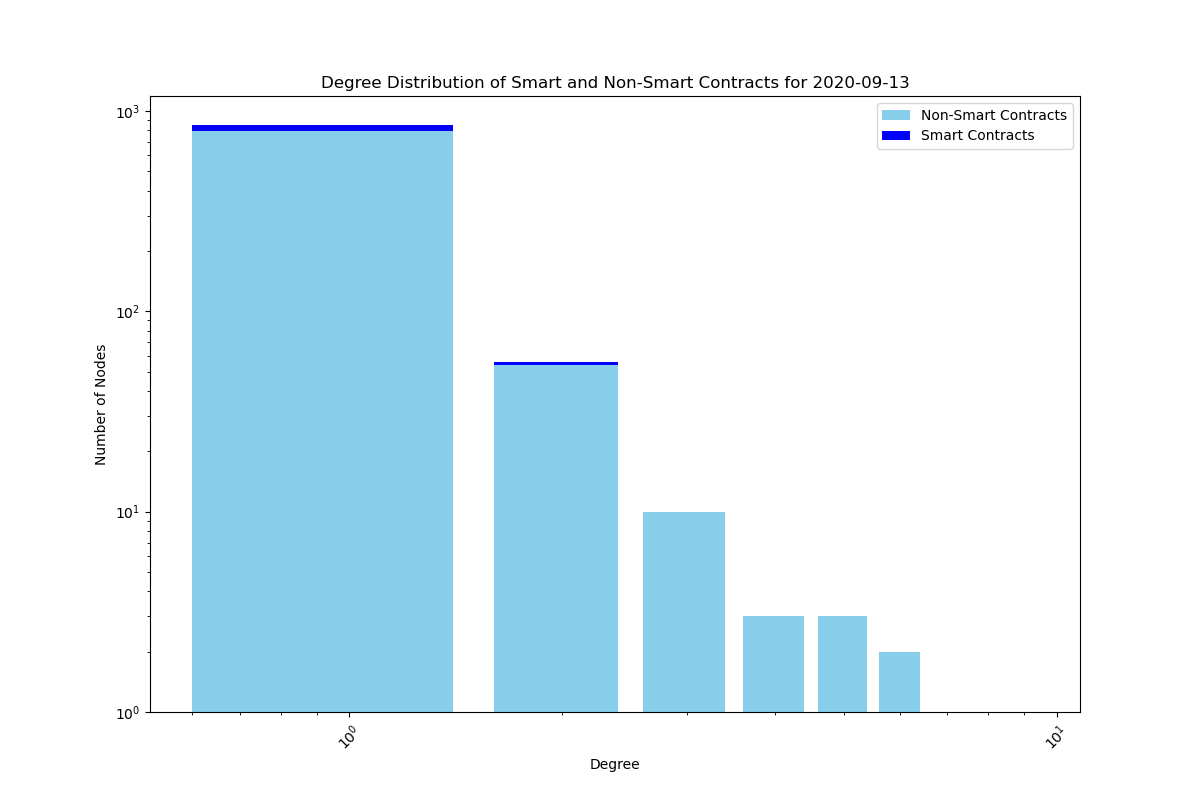 Degree Distribution of Smart and Non-Smart Contracts for 2020-09-13
Non-Smart Contracts
Smart Contracts
Number of Nodes
10³
10²
10¹
10⁰
10⁰
10¹
Degree